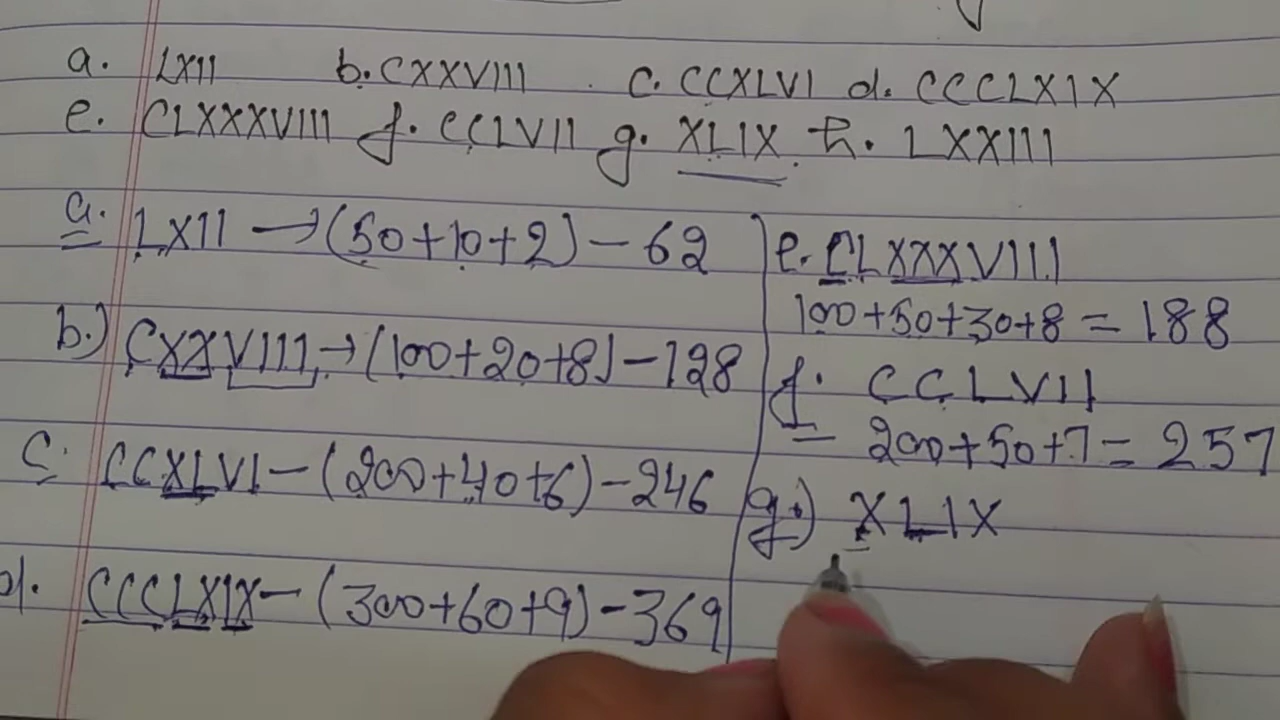 a. LXII b. CXXVIII c. CCXLVI d. CCCLXIX
e. CLXXXVIII f. CCLVII g. XLIX h. LXXIII
a. LXII → (50+10+2) - 62
b.) CXXVIII → (100+20+8) - 128
c. CCXLVI - (200+40+6) - 246
d. CCCLXIX - (300+60+9) - 369
e. CLXXXVIII
100+50+30+8 = 188
f. CCLVII
200+50+7 = 257
g.) XLIX